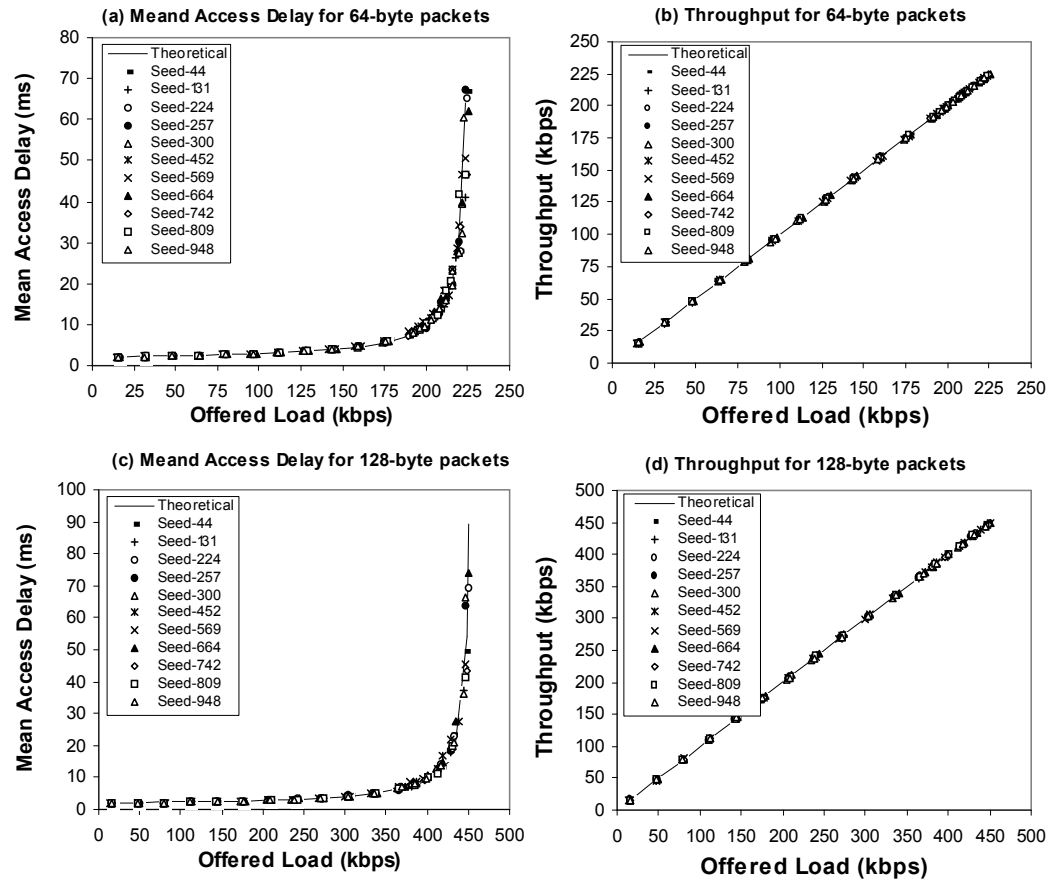 (a) Meand Access Delay for 64-byte packets
Mean Access Delay (ms)
80
70
60
50
40
30
20
10
0
Theoretical
Seed-44
Seed-131
Seed-224
Seed-257
Seed-300
Seed-452
Seed-569
Seed-664
Seed-742
Seed-809
Seed-948
0 25 50 75 100 125 150 175 200 225 250
Offered Load (kbps)
(b) Throughput for 64-byte packets
Throughput (kbps)
250
225
200
175
150
125
100
75
50
25
0
Theoretical
Seed-44
Seed-131
Seed-224
Seed-257
Seed-300
Seed-452
Seed-569
Seed-664
Seed-742
Seed-809
Seed-948
0 25 50 75 100 125 150 175 200 225 250
Offered Load (kbps)
(c) Meand Access Delay for 128-byte packets
Mean Access Delay (ms)
100
90
80
70
60
50
40
30
20
10
0
Theoretical
Seed-44
Seed-131
Seed-224
Seed-257
Seed-300
Seed-452
Seed-569
Seed-664
Seed-742
Seed-809
Seed-948
0 50 100 150 200 250 300 350 400 450 500
Offered Load (kbps)
(d) Throughput for 128-byte packets
Throughput (kbps)
500
450
400
350
300
250
200
150
100
50
0
Theoretical
Seed-44
Seed-131
Seed-224
Seed-257
Seed-300
Seed-452
Seed-569
Seed-664
Seed-742
Seed-809
Seed-948
0 50 100 150 200 250 300 350 400 450 500
Offered Load (kbps)